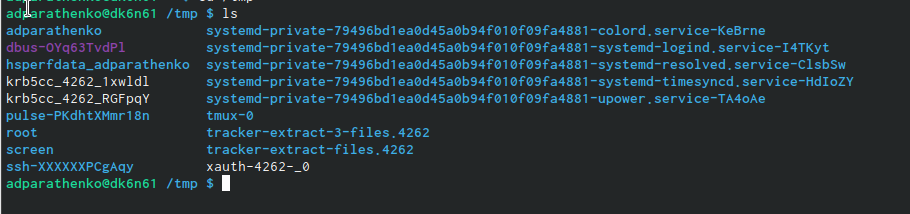 adparathenko@dk6n61 /tmp $ ls
adparathenko systemd-private-79496bd1ea0d45a0b94f010f09fa4881-colord.service-KeBrne
dbus-OYq63TvdPl systemd-private-79496bd1ea0d45a0b94f010f09fa4881-systemd-logind.service-I4TKyt
hsperfdata_adparathenko systemd-private-79496bd1ea0d45a0b94f010f09fa4881-systemd-resolved.service-ClsbSw
krb5cc_4262_1xwldl systemd-private-79496bd1ea0d45a0b94f010f09fa4881-systemd-timesyncd.service-HdIoZY
krb5cc_4262_RGFpqY systemd-private-79496bd1ea0d45a0b94f010f09fa4881-upower.service-TA4oAe
pulse-PKdhtXMmr18n tmux-0
root tracker-extract-3-files.4262
screen tracker-extract-files.4262
ssh-XXXXXXPCgAqy xauth-4262-_0
adparathenko@dk6n61 /tmp $